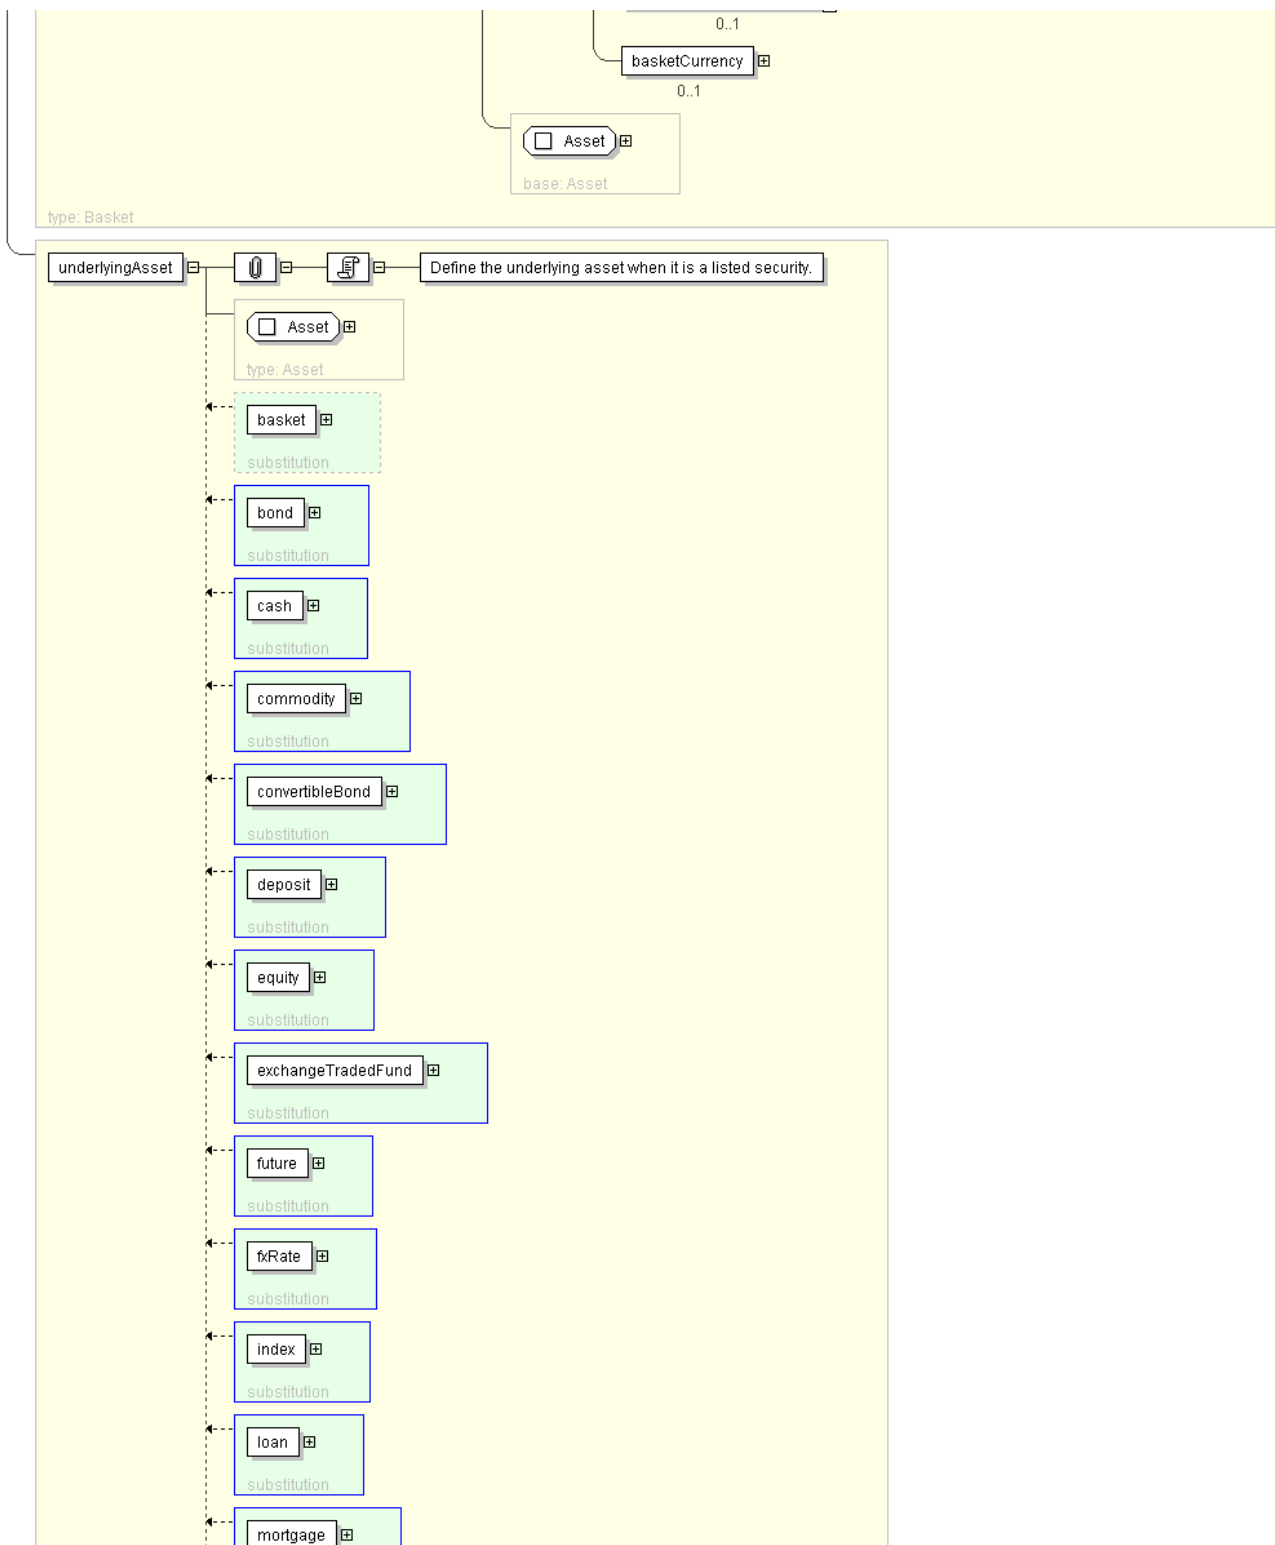 0..1
basketCurrency
0..1
Asset
base: Asset
type: Basket
underlyingAsset
Define the underlying asset when it is a listed security.
Asset
type: Asset
basket
substitution
bond
substitution
cash
substitution
commodity
substitution
convertibleBond
substitution
deposit
substitution
equity
substitution
exchangeTradedFund
substitution
future
substitution
fxRate
substitution
index
substitution
loan
substitution
mortgage